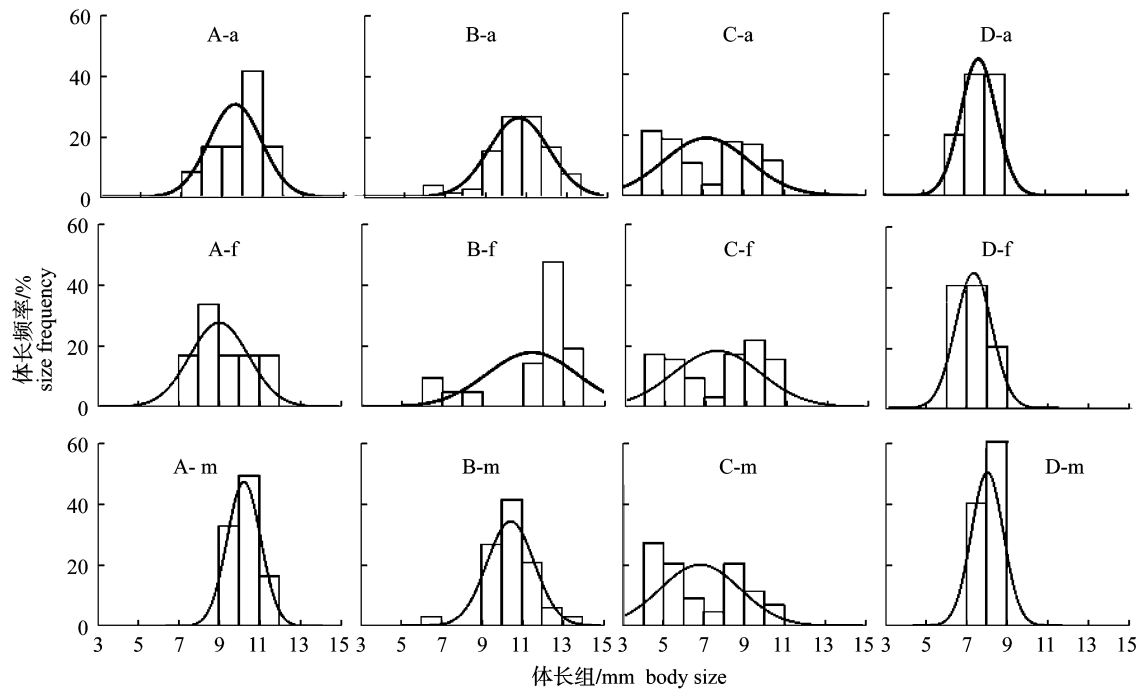 60
40
20
0
A-a
B-a
C-a
D-a
60
40
20
0
A-f
B-f
C-f
D-f
体长频率/%
size frequency
60
40
20
0
A- m
B-m
C-m
D-m
3 5 7 9 11 13 15 3 5 7 9 11 13 15 3 5 7 9 11 13 15 3 5 7 9 11 13 15
体长组/mm body size